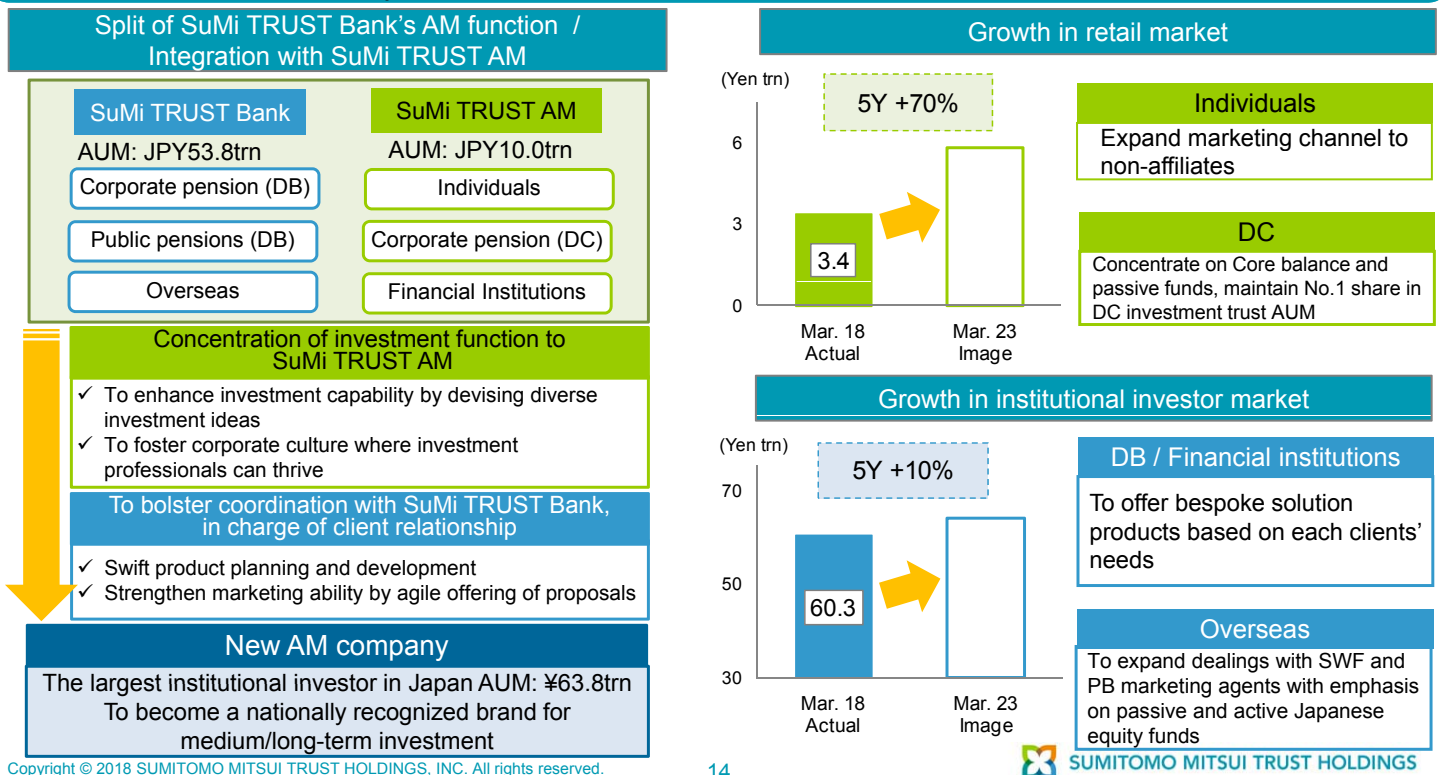 Split of SuMi TRUST Bank's AM function /
Integration with SuMi TRUST AM
SuMi TRUST Bank
AUM: JPY53.8trn
Corporate pension (DB)
Public pensions (DB)
Overseas
SuMi TRUST AM
AUM: JPY10.0trn
Individuals
Corporate pension (DC)
Financial Institutions
Concentration of investment function to
SuMi TRUST AM
✓ To enhance investment capability by devising diverse
investment ideas
✓ To foster corporate culture where investment
professionals can thrive
To bolster coordination with SuMi TRUST Bank,
in charge of client relationship
✓ Swift product planning and development
✓ Strengthen marketing ability by agile offering of proposals
New AM company
The largest institutional investor in Japan AUM: ¥63.8trn
To become a nationally recognized brand for
medium/long-term investment
Growth in retail market
(Yen trn)
5Y +70%
6
3
0
3.4
Mar. 18
Actual
Mar. 23
Image
Individuals
Expand marketing channel to
non-affiliates
DC
Concentrate on Core balance and
passive funds, maintain No.1 share in
DC investment trust AUM
Growth in institutional investor market
(Yen trn)
5Y +10%
70
50
30
60.3
Mar. 18
Actual
Mar. 23
Image
DB / Financial institutions
To offer bespoke solution
products based on each clients'
needs
Overseas
To expand dealings with SWF and
PB marketing agents with emphasis
on passive and active Japanese
equity funds
Copyright © 2018 SUMITOMO MITSUI TRUST HOLDINGS, INC. All rights reserved.
14
SUMITOMO MITSUI TRUST HOLDINGS